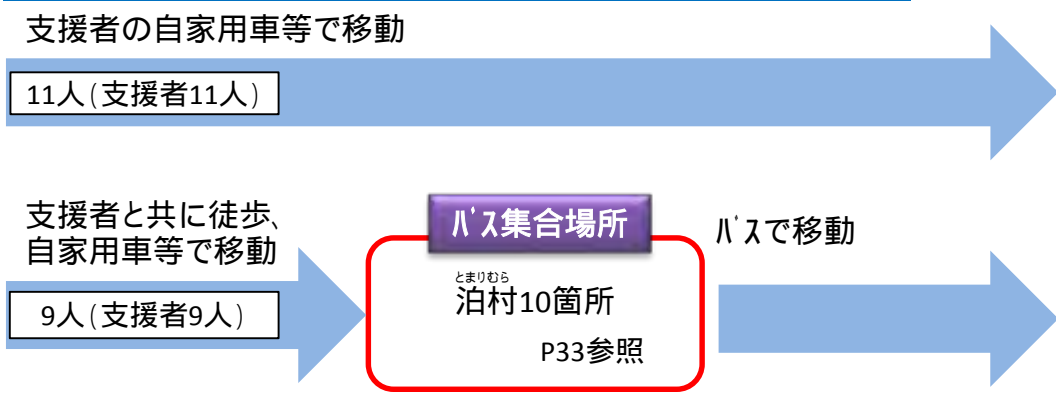 支援者の自家用車等で移動
11人(支援者11人)
支援者と共に徒歩、
自家用車等で移動
9人(支援者9人)
バス集合場所
とまりむら
泊村10箇所
P33参照
バスで移動